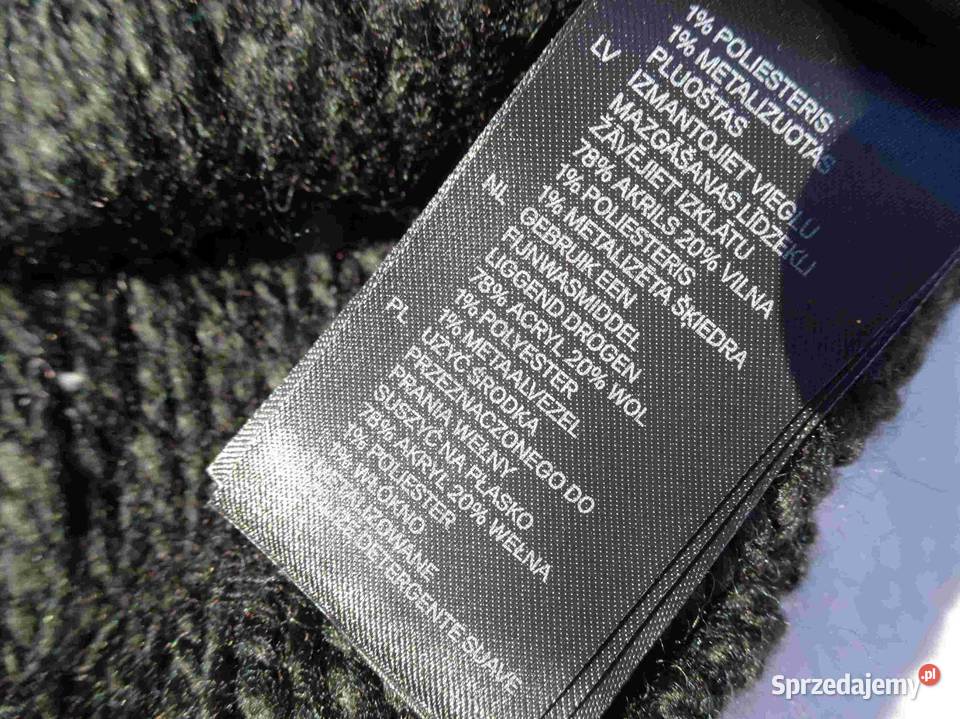 1% POLIESTERIS
1% METALIZUOTAS
PLUOŠTAS
LV IZMANTOJIET VIEGLU
MAZGĀŠANAS LĪDZEKLI
ŽĀVĒJIET IZKLĀTU
78% AKRILS 20% VILNA
1% POLIESTERIS
1% METALIZĒTA ŠĶIEDRA
NL GEBRUIK EEN
FIJNWASMIDDEL
LIGGEND DROGEN
78% ACRYL 20% WOL
1% POLYESTER
1% METAALVEZEL
PL UŻYĆ ŚRODKA
PRZEZNACZONEGO DO
PRANIA WEŁNY
SUSZYĆ NA PŁASKO
78% AKRYL 20% WEŁNA
1% POLIESTER
1% WŁÓKNO
METALIZOWANE
DETERGENTE SUAVE
Sprzedajemy.pl